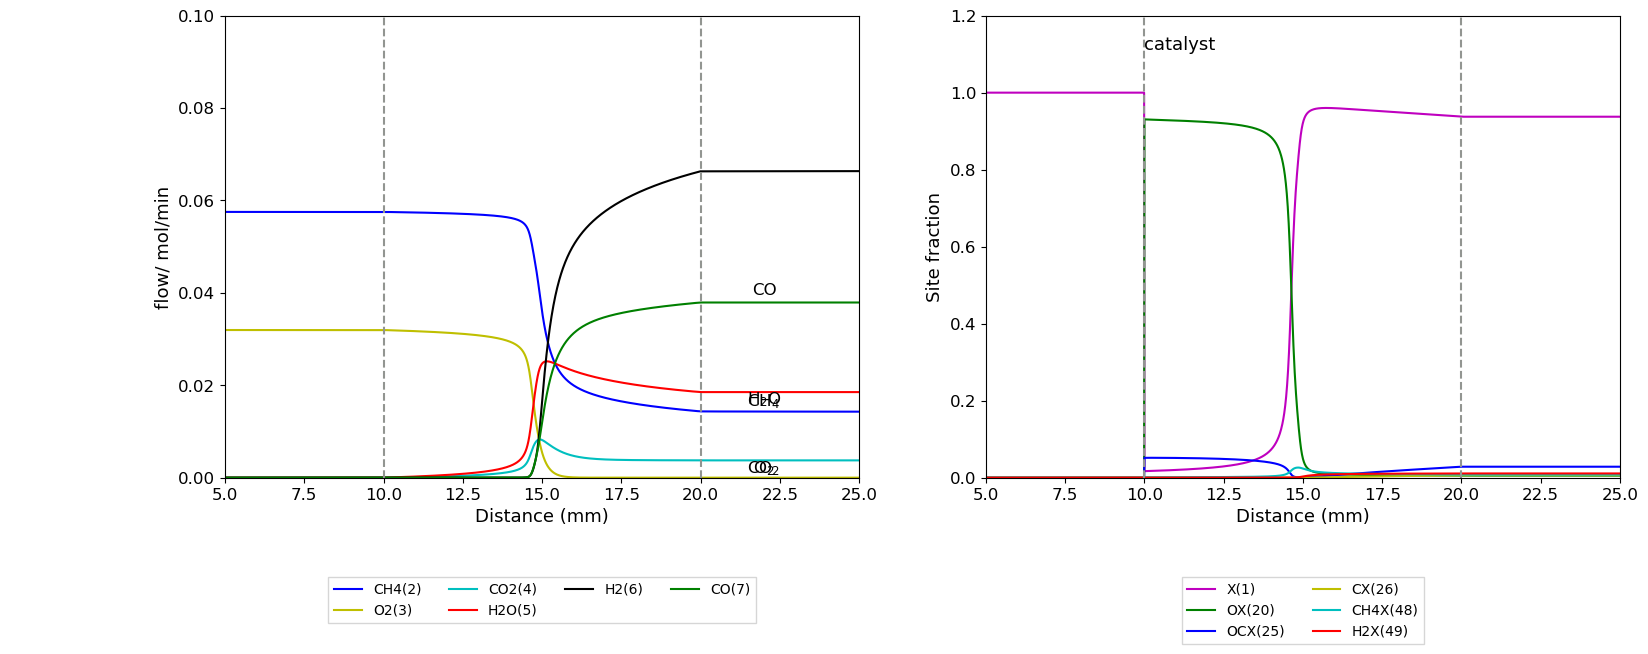 0.10
0.08
0.06
0.04
0.02
0.00
flow/ mol/min
CO
5.0 7.5 10.0 12.5 15.0 17.5 20.0 22.5 25.0
Distance (mm)
CH4(2) CO2(4) H2(6) CO(7)
O2(3) H2O(5)
1.2
1.0
0.8
0.6
0.4
0.2
0.0
Site fraction
catalyst
5.0 7.5 10.0 12.5 15.0 17.5 20.0 22.5 25.0
Distance (mm)
X(1) CX(26)
OX(20) CH4X(48)
OCX(25) H2X(49)